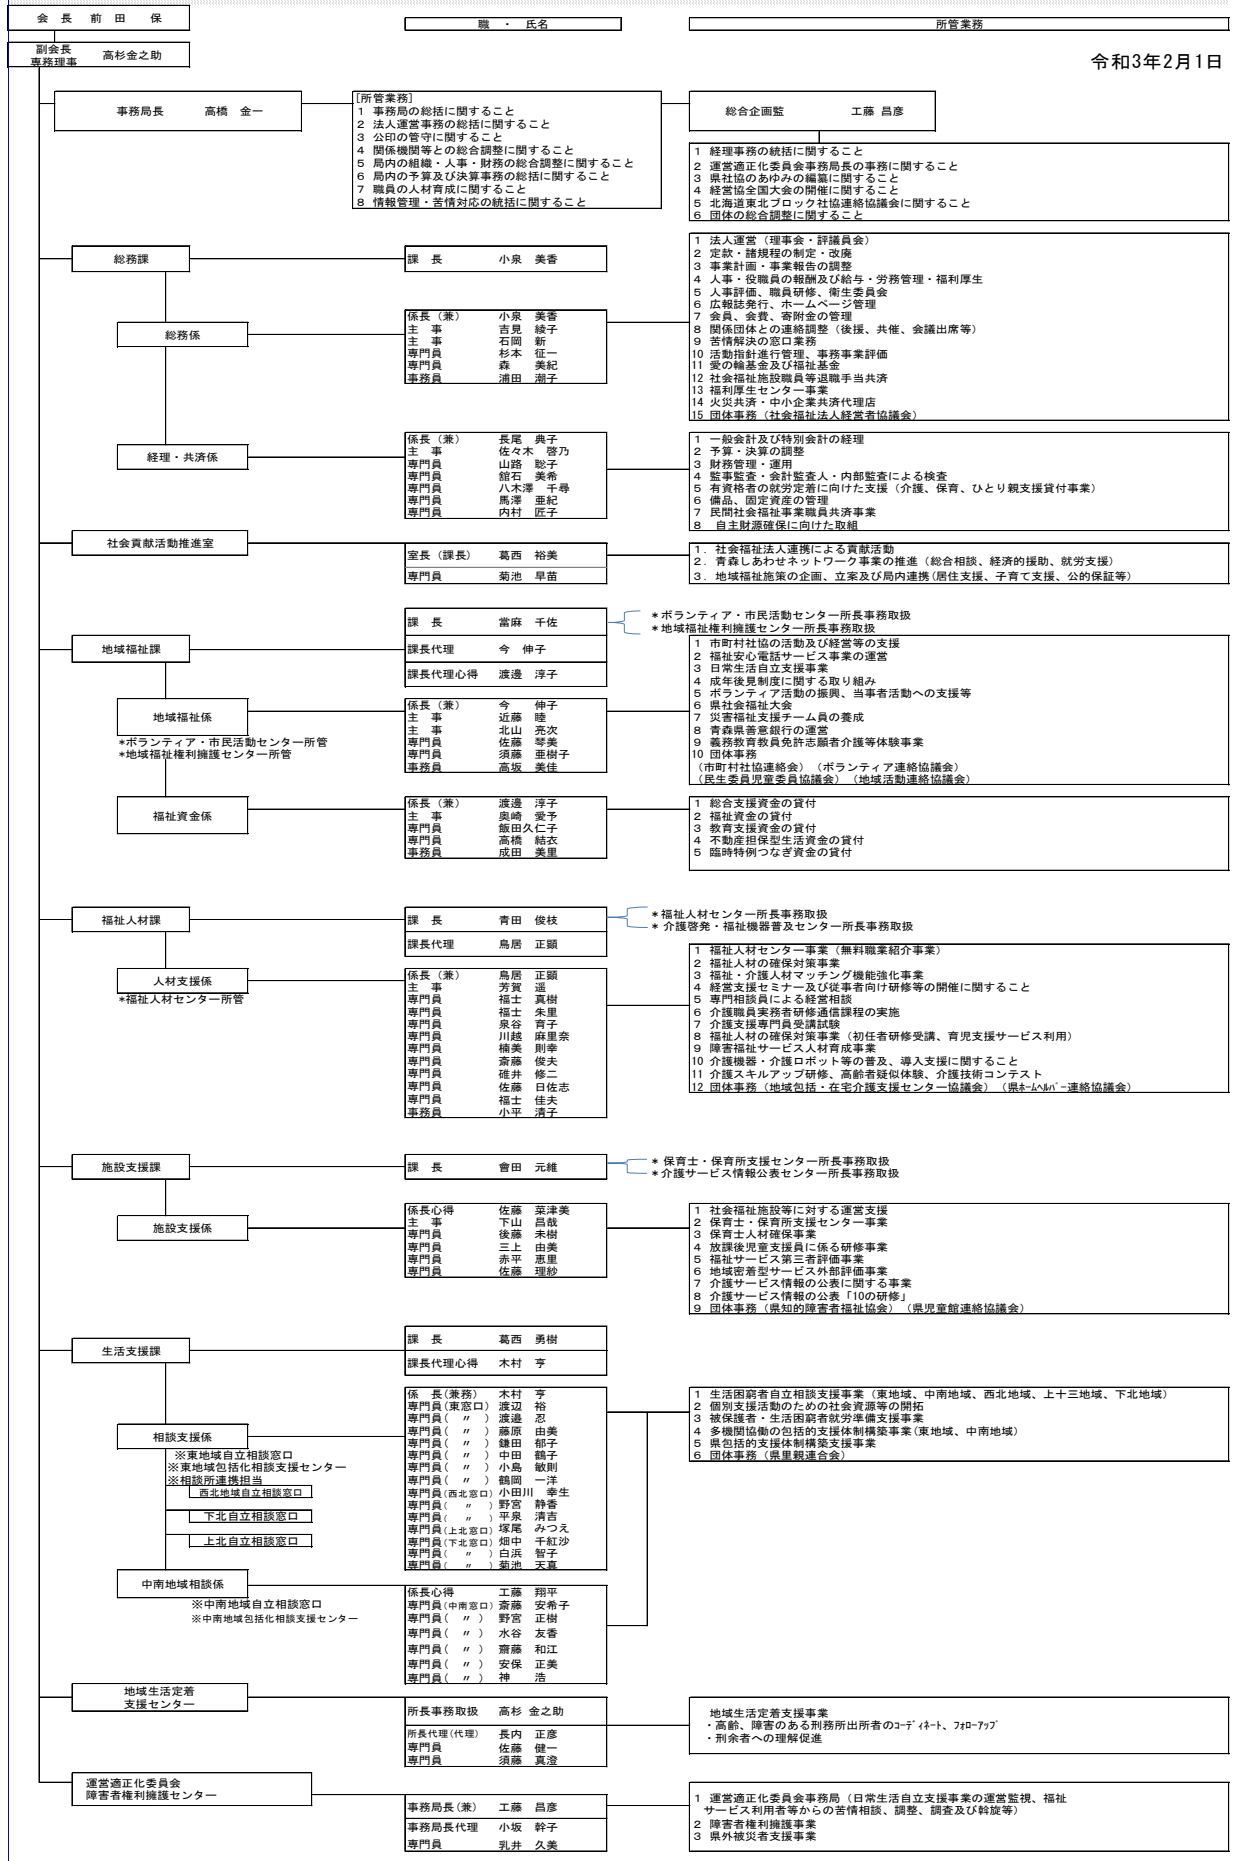 会 長 前 田 保
職 ・ 氏名
所管業務
副会長
専務理事 高杉金之助
令和3年2月1日
事務局長 高橋 金一
[所管業務]
1 事務局の総括に関すること
2 法人運営事務の総括に関すること
3 公印の管守に関すること
4 関係機関等との総合調整に関すること
5 局内の組織・人事・財務の総合調整に関すること
6 局内の予算及び決算事務の総括に関すること
7 職員の人材育成に関すること
8 情報管理・苦情対応の統括に関すること
総合企画監 工藤 昌彦
1 経理事務の統括に関すること
2 運営適正化委員会事務局長の事務に関すること
3 県社協のあゆみの編纂に関すること
4 経営協全国大会の開催に関すること
5 北海道東北ブロック社協連絡協議会に関すること
6 団体の総合調整に関すること
総務課
課 長 小泉 美香
総務係
係長（兼） 小泉 美香
主 事 吉見 綾子
主 事 石岡 新
専門員 杉本 征一
専門員 森 美紀
事務員 浦田 潮子
1 法人運営（理事会・評議員会）
2 定款・諸規程の制定・改廃
3 事業計画・事業報告の調整
4 人事・役職員の報酬及び給与・労務管理・福利厚生
5 人事評価、職員研修、衛生委員会
6 広報誌発行、ホームページ管理
7 会員、会費、寄附金の管理
8 関係団体との連絡調整（後援、共催、会議出席等）
9 苦情解決の窓口業務
10 活動指針進行管理、事務事業評価
11 愛の輪基金及び福祉基金
12 社会福祉施設職員等退職手当共済
13 福利厚生センター事業
14 火災共済・中小企業共済代理店
15 団体事務（社会福祉法人経営者協議会）
経理・共済係
係長（兼） 長尾 典子
主 事 佐々木 啓乃
専門員 山路 聡子
専門員 舘石 美希
専門員 八木澤 千尋
専門員 馬澤 亜紀
専門員 内村 匠子
1 一般会計及び特別会計の経理
2 予算・決算の調整
3 財務管理・運用
4 監事監査・会計監査人・内部監査による検査
5 有資格者の就労定着に向けた支援（介護、保育、ひとり親支援貸付事業）
6 備品、固定資産の管理
7 民間社会福祉事業職員共済事業
8 自主財源確保に向けた取組
社会貢献活動推進室
室長（課長） 葛西 裕美
専門員 菊池 早苗
1．社会福祉法人連携による貢献活動
2．青森しあわせネットワーク事業の推進（総合相談、経済的援助、就労支援）
3．地域福祉施策の企画、立案及び局内連携(居住支援、子育て支援、公的保証等）
地域福祉課
課 長 當麻 千佐
課長代理 今 伸子
課長代理心得 渡邊 淳子
＊ボランティア・市民活動センター所長事務取扱
＊地域福祉権利擁護センター所長事務取扱
地域福祉係
*ボランティア・市民活動センター所管
*地域福祉権利擁護センター所管
係長（兼） 今 伸子
主 事 近藤 睦
主 事 北山 亮次
専門員 佐藤 琴美
専門員 須藤 亜樹子
事務員 高坂 美佳
1 市町村社協の活動及び経営等の支援
2 福祉安心電話サービス事業の運営
3 日常生活自立支援事業
4 成年後見制度に関する取り組み
5 ボランティア活動の振興、当事者活動への支援等
6 県社会福祉大会
7 災害福祉支援チーム員の養成
8 青森県善意銀行の運営
9 義務教育教員免許志願者介護等体験事業
10 団体事務
（市町村社協連絡会）（ボランティア連絡協議会）
（民生委員児童委員協議会）（地域活動連絡協議会）
福祉資金係
係長（兼） 渡邊 淳子
主 事 奥崎 愛予
専門員 飯田久仁子
専門員 高橋 結衣
事務員 成田 美里
1 総合支援資金の貸付
2 福祉資金の貸付
3 教育支援資金の貸付
4 不動産担保型生活資金の貸付
5 臨時特例つなぎ資金の貸付
福祉人材課
課 長 青田 俊枝
課長代理 鳥居 正顕
＊福祉人材センター所長事務取扱
＊ 介護啓発・福祉機器普及センター所長事務取扱
人材支援係
*福祉人材センター所管
係長（兼） 鳥居 正顕
主 事 芳賀 遥
専門員 福士 真樹
専門員 福士 朱里
専門員 泉谷 育子
専門員 川越 麻里奈
専門員 楠美 則幸
専門員 斎藤 俊夫
専門員 碓井 修二
専門員 佐藤 日佐志
専門員 福士 佳夫
事務員 小平 清子
1 福祉人材センター事業（無料職業紹介事業）
2 福祉人材の確保対策事業
3 福祉・介護人材マッチング機能強化事業
4 経営支援セミナー及び従事者向け研修等の開催に関すること
5 専門相談員による経営相談
6 介護職員実務者研修通信課程の実施
7 介護支援専門員受講試験
8 福祉人材の確保対策事業（初任者研修受講、育児支援サービス利用）
9 障害福祉サービス人材育成事業
10 介護機器・介護ロボット等の普及、導入支援に関すること
11 介護スキルアップ研修、高齢者疑似体験、介護技術コンテスト
12 団体事務（地域包括・在宅介護支援センター協議会）（県ﾎｰﾑﾍﾙﾊﾟｰ連絡協議会）
施設支援課
課 長 會田 元維
＊ 保育士・保育所支援センター所長事務取扱
＊介護サービス情報公表センター所長事務取扱
施設支援係
係長心得 佐藤 菜津美
主 事 下山 昌哉
専門員 後藤 未樹
専門員 三上 由美
専門員 赤平 恵里
専門員 佐藤 理紗
1 社会福祉施設等に対する運営支援
2 保育士・保育所支援センター事業
3 保育士人材確保事業
4 放課後児童支援員に係る研修事業
5 福祉サービス第三者評価事業
6 地域密着型サービス外部評価事業
7 介護サービス情報の公表に関する事業
8 介護サービス情報の公表「10の研修」
9 団体事務（県知的障害者福祉協会）（県児童館連絡協議会）
生活支援課
課 長 葛西 勇樹
課長代理心得 木村 亨
相談支援係
※東地域自立相談窓口
※東地域包括化相談支援センター
※相談所連携担当
西北地域自立相談窓口
下北自立相談窓口
上北自立相談窓口
係 長(兼務) 木村 亨
専門員(東窓口) 渡辺 裕
専門員( 〃 ) 渡邉 忍
専門員( 〃 ) 藤原 由美
専門員( 〃 ) 鎌田 郁子
専門員( 〃 ) 中田 鶴子
専門員( 〃 ) 小島 敏則
専門員( 〃 ) 鶴岡 一洋
専門員(西北窓口) 小田川 幸生
専門員( 〃 ) 野宮 静香
専門員( 〃 ) 平泉 清吉
専門員(上北窓口) 塚尾 みつえ
専門員(下北窓口) 畑中 千紅沙
専門員( 〃 ) 白浜 智子
専門員( 〃 ) 菊池 天真
1 生活困窮者自立相談支援事業（東地域、中南地域、西北地域、上十三地域、下北地域）
2 個別支援活動のための社会資源等の開拓
3 被保護者・生活困窮者就労準備支援事業
4 多機関協働の包括的支援体制構築事業(東地域、中南地域）
5 県包括的支援体制構築支援事業
6 団体事務（県里親連合会）
中南地域相談係
※中南地域自立相談窓口
※中南地域包括化相談支援センター
係長心得 工藤 翔平
専門員(中南窓口) 斎藤 安希子
専門員( 〃 ) 野宮 正樹
専門員( 〃 ) 水谷 友香
専門員( 〃 ) 齋藤 和江
専門員( 〃 ) 安保 正美
専門員( 〃 ) 神 浩
地域生活定着
支援センター
所長事務取扱 高杉 金之助
所長代理(代理) 長内 正彦
専門員 佐藤 健一
専門員 須藤 真澄
地域生活定着支援事業
・高齢、障害のある刑務所出所者のｺｰﾃﾞｨﾈｰﾄ、ﾌｫﾛｰｱｯﾌﾟ
・刑余者への理解促進
運営適正化委員会
障害者権利擁護センター
事務局長(兼) 工藤 昌彦
事務局長代理 小坂 幹子
専門員 乳井 久美
1 運営適正化委員会事務局（日常生活自立支援事業の運営監視、福祉
サービス利用者等からの苦情相談、調整、調査及び斡旋等）
2 障害者権利擁護事業
3 県外被災者支援事業